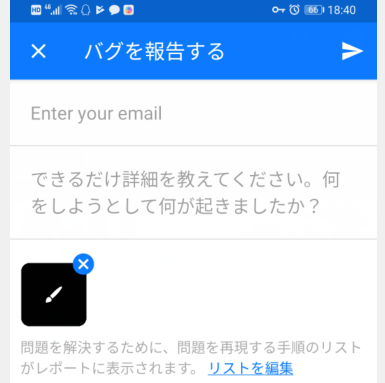 HD 46 66 18:40
バグを報告する
Enter your email
できるだけ詳細を教えてください。何
をしようとして何が起きましたか？
問題を解決するために、問題を再現する手順のリスト
がレポートに表示されます。 リストを編集